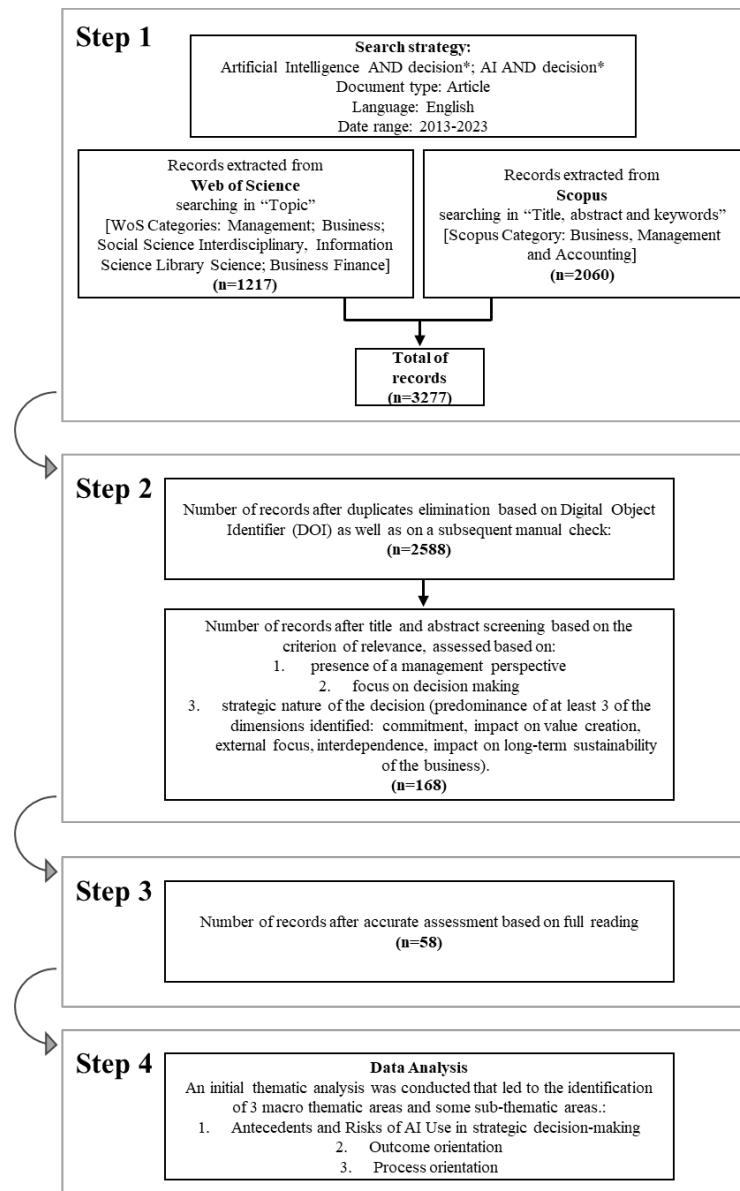 Step 1
Search strategy:
Artificial Intelligence AND decision*; AI AND decision*
Document type: Article
Language: English
Date range: 2013-2023
Records extracted from
Web of Science
searching in “Topic”
[WoS Categories: Management; Business;
Social Science Interdisciplinary, Information
Science Library Science; Business Finance]
(n=1217)
Records extracted from
Scopus
searching in “Title, abstract and keywords”
[Scopus Category: Business, Management
and Accounting]
(n=2060)
Total of
records
(n=3277)
Step 2
Number of records after duplicates elimination based on Digital Object
Identifier (DOI) as well as on a subsequent manual check:
(n=2588)
Number of records after title and abstract screening based on the
criterion of relevance, assessed based on:
1. presence of a management perspective
2. focus on decision making
3. strategic nature of the decision (predominance of at least 3 of the
dimensions identified: commitment, impact on value creation,
external focus, interdependence, impact on long-term sustainability
of the business).
(n=168)
Step 3
Number of records after accurate assessment based on full reading
(n=58)
Step 4
Data Analysis
An initial thematic analysis was conducted that led to the identification
of 3 macro thematic areas and some sub-thematic areas.:
1. Antecedents and Risks of AI Use in strategic decision-making
2. Outcome orientation
3. Process orientation